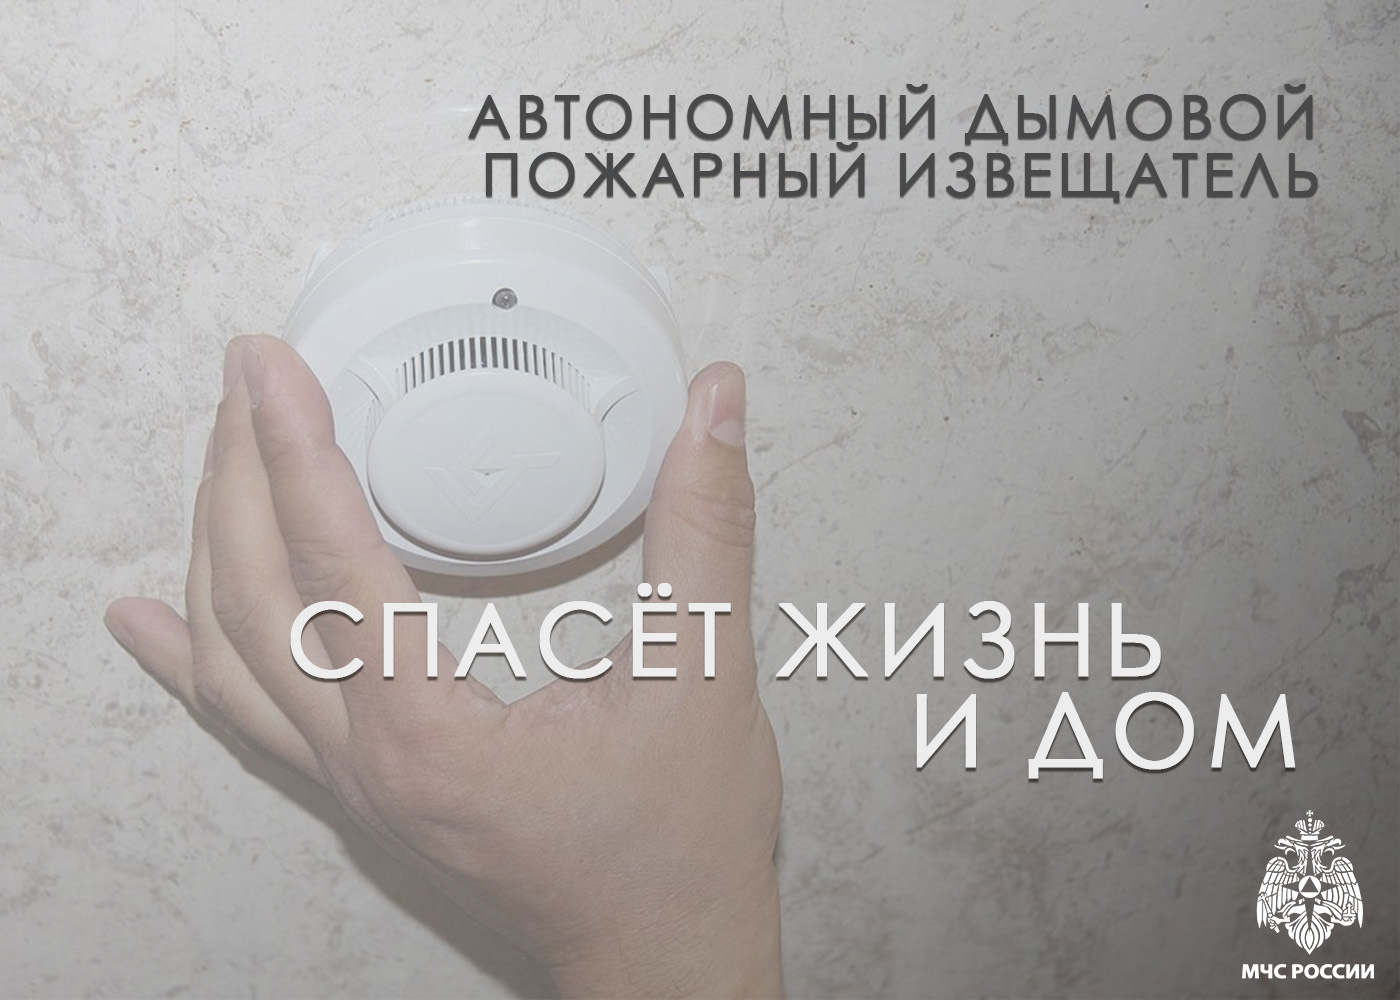 АВТОНОМНЫЙ ДЫМОВОЙ
ПОЖАРНЫЙ ИЗВЕЩАТЕЛЬ
СПАСЁТ ЖИЗНЬ
И ДОМ
МЧС РОССИИ